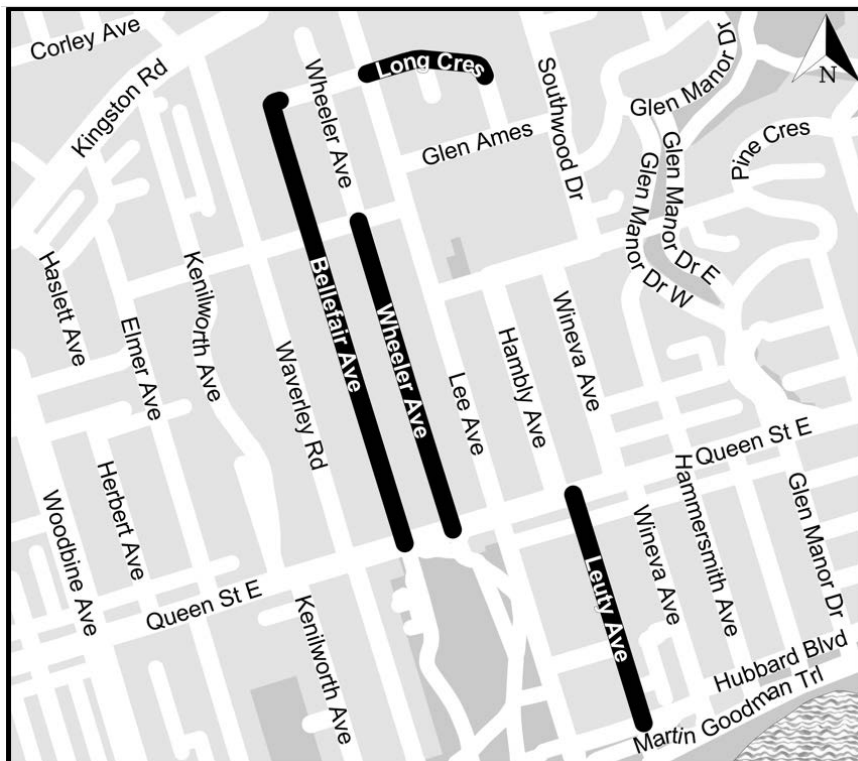 Corley Ave
Kingston Rd
Wheeler Ave
Long Cres
Southwood Dr
Glen Manor Dr
N
Glen Ames
Pine Cres
Glen Manor Dr E
Glen Manor Dr W
Haslett Ave
Kenilworth Ave
Elmer Ave
Bellefair Ave
Waverley Rd
Wheeler Ave
Lee Ave
Hambly Ave
Wineva Ave
Queen St E
Woodbine Ave
Herbert Ave
Hammersmith Ave
Glen Manor Dr
Wineva Ave
Leuty Ave
Queen St E
Kenilworth Ave
Hubbard Blvd
Martin Goodman Trl